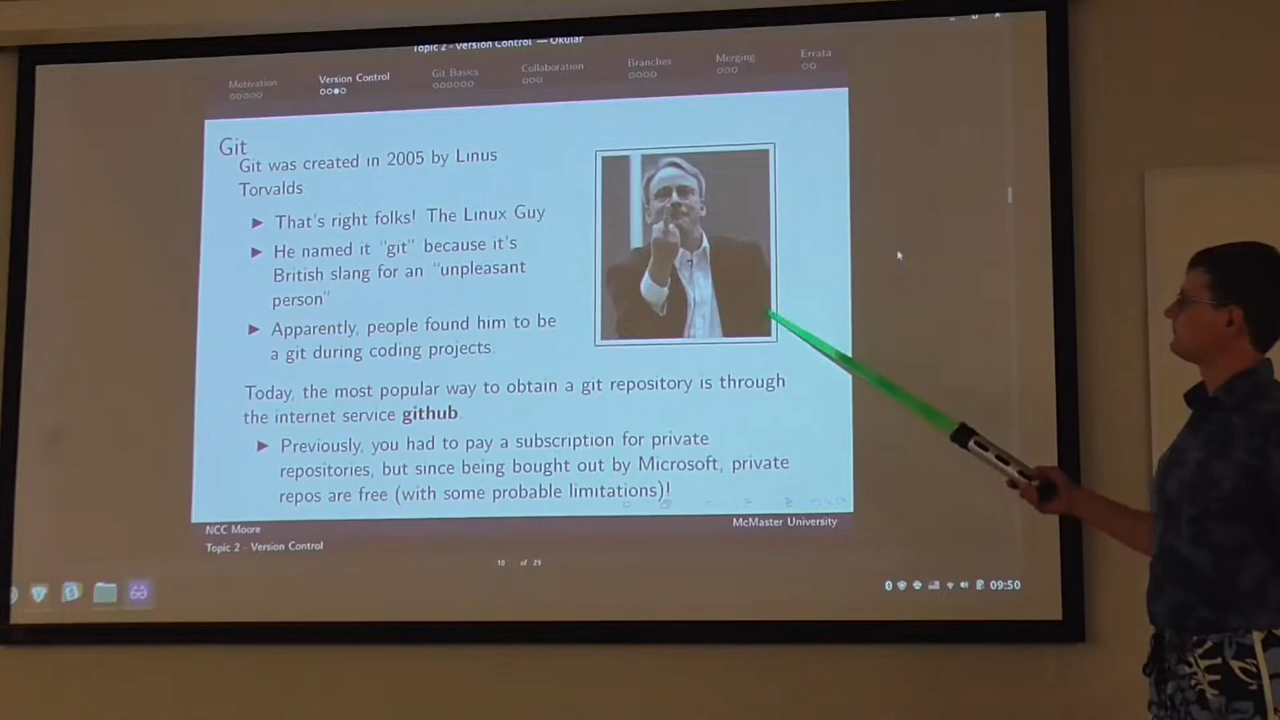 Topic 2 - Version Control — Okular
Motivation
Version Control
Git Basics
Collaboration
Branches
Merging
Errata
Git
Git was created in 2005 by Linus
Torvalds
That's right folks! The Linux Guy
He named it "git" because it's
British slang for an "unpleasant
person"
Apparently, people found him to be
a git during coding projects.
Today, the most popular way to obtain a git repository is through
the internet service github.
Previously, you had to pay a subscription for private
repositories, but since being bought out by Microsoft, private
repos are free (with some probable limitations)!
NCC Moore
McMaster University
Topic 2 - Version Control
10 of 29
09:50